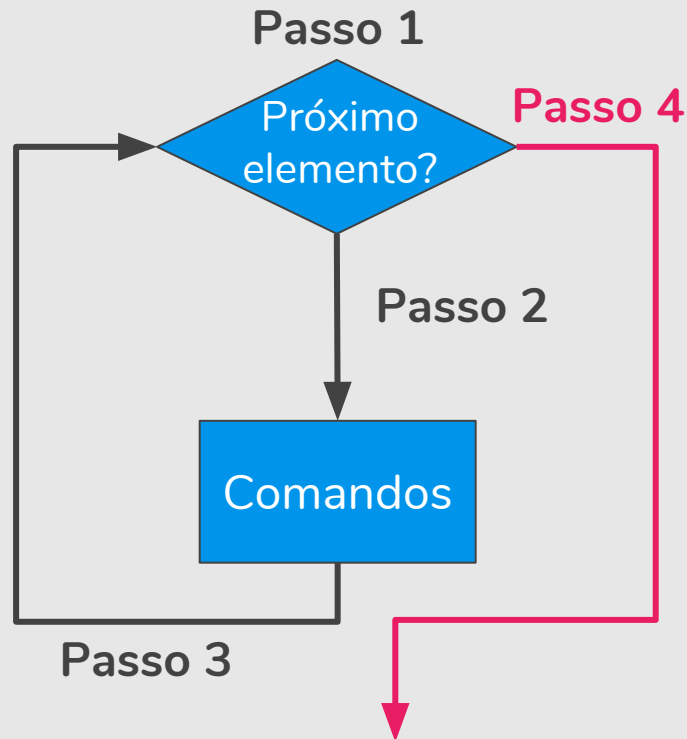 Passo 1
Próximo
elemento?
Passo 4
Passo 2
Comandos
Passo 3